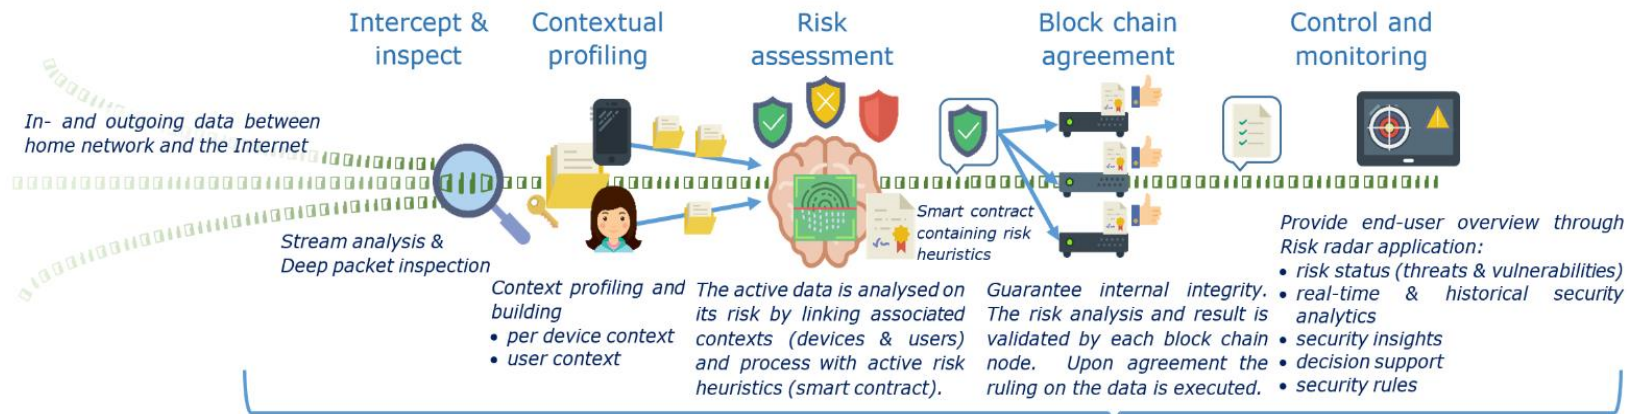 Intercept &
inspect
Contextual
profiling
Risk
assessment
Block chain
agreement
Control and
monitoring
In- and outgoing data between
home network and the Internet
Stream analysis &
Deep packet inspection
Context profiling and
building
• per device context
• user context
The active data is analysed on
its risk by linking associated
contexts (devices & users)
and process with active risk
heuristics (smart contract).
Smart contract
containing risk
heuristics
Guarantee internal integrity.
The risk analysis and result is
validated by each block chain
node. Upon agreement the
ruling on the data is executed.
Provide end-user overview through
Risk radar application:
• risk status (threats & vulnerabilities)
• real-time & historical security
analytics
• security insights
• decision support
• security rules